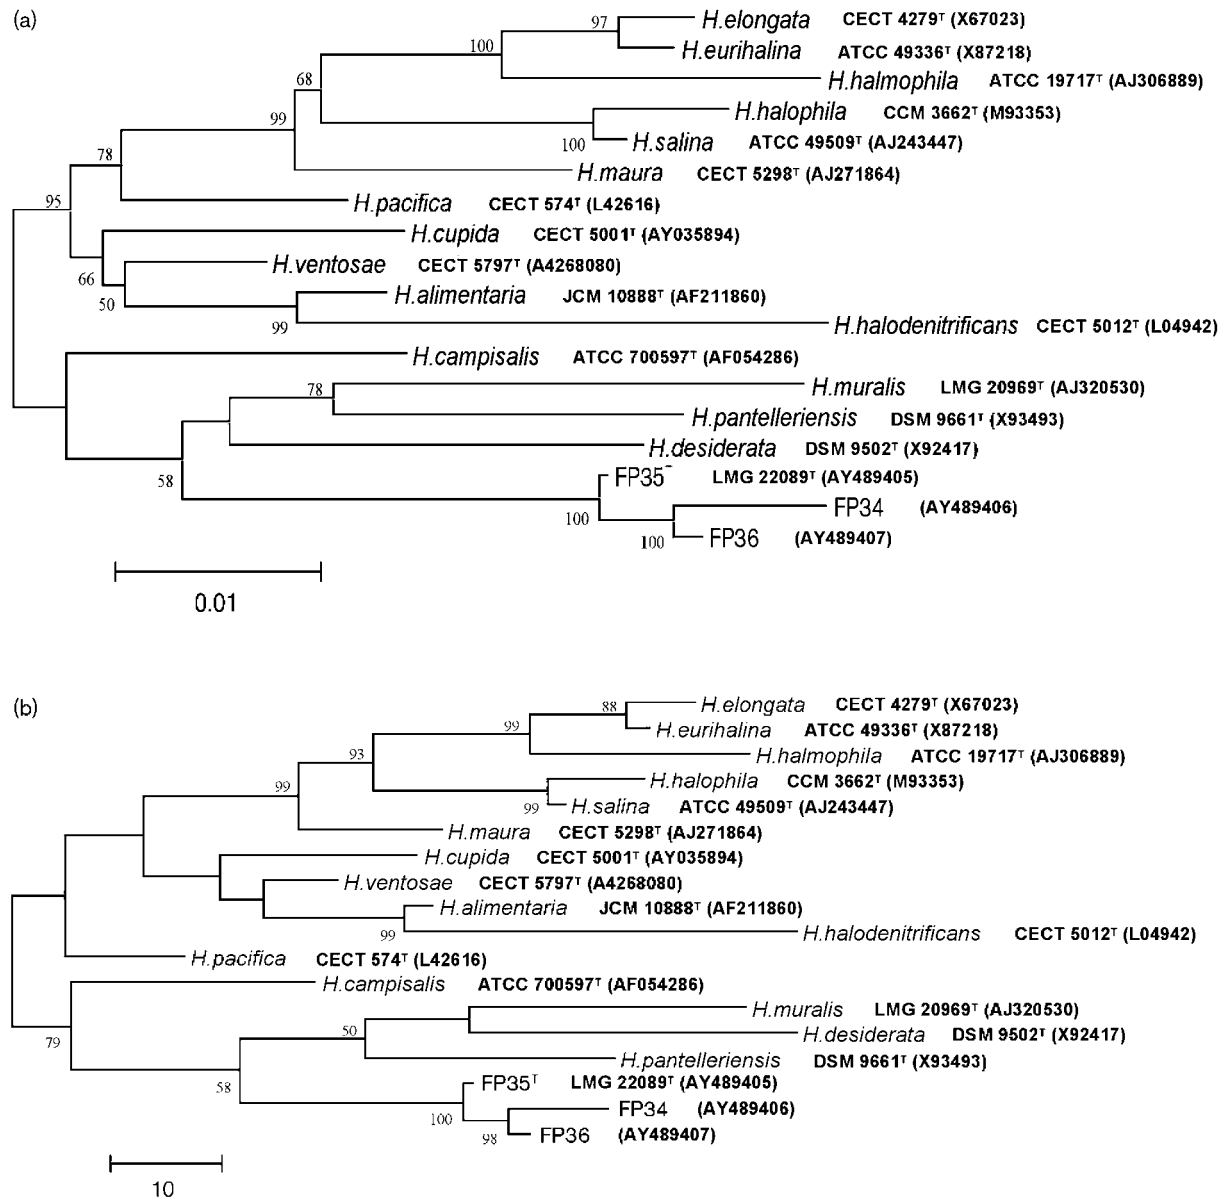 (a)
97
H.elongata CECT 4279ᵀ (X67023)
100
H.eurihalina ATCC 49336ᵀ (X87218)
68
H.halmophila ATCC 19717ᵀ (AJ306889)
99
H.halophila CCM 3662ᵀ (M93353)
100
H.salina ATCC 49509ᵀ (AJ243447)
78
H.maura CECT 5298ᵀ (AJ271864)
95
H.pacifica CECT 574ᵀ (L42616)
H.cupida CECT 5001ᵀ (AY035894)
66
H.ventosae CECT 5797ᵀ (A4268080)
50
H.alimentaria JCM 10888ᵀ (AF211860)
99
H.halodenitrificans CECT 5012ᵀ (L04942)
H.campisalis ATCC 700597ᵀ (AF054286)
78
H.muralis LMG 20969ᵀ (AJ320530)
H.pantelleriensis DSM 9661ᵀ (X93493)
H.desiderata DSM 9502ᵀ (X92417)
58
FP35ᵀ LMG 22089ᵀ (AY489405)
100
FP34 (AY489406)
100
FP36 (AY489407)
0.01
(b)
88
H.elongata CECT 4279ᵀ (X67023)
99
H.eurihalina ATCC 49336ᵀ (X87218)
93
H.halmophila ATCC 19717ᵀ (AJ306889)
99
H.halophila CCM 3662ᵀ (M93353)
99
H.salina ATCC 49509ᵀ (AJ243447)
H.maura CECT 5298ᵀ (AJ271864)
H.cupida CECT 5001ᵀ (AY035894)
H.ventosae CECT 5797ᵀ (A4268080)
H.alimentaria JCM 10888ᵀ (AF211860)
99
H.halodenitrificans CECT 5012ᵀ (L04942)
H.pacifica CECT 574ᵀ (L42616)
H.campisalis ATCC 700597ᵀ (AF054286)
79
H.muralis LMG 20969ᵀ (AJ320530)
50
H.desiderata DSM 9502ᵀ (X92417)
H.pantelleriensis DSM 9661ᵀ (X93493)
58
FP35ᵀ LMG 22089ᵀ (AY489405)
100
FP34 (AY489406)
98
FP36 (AY489407)
10